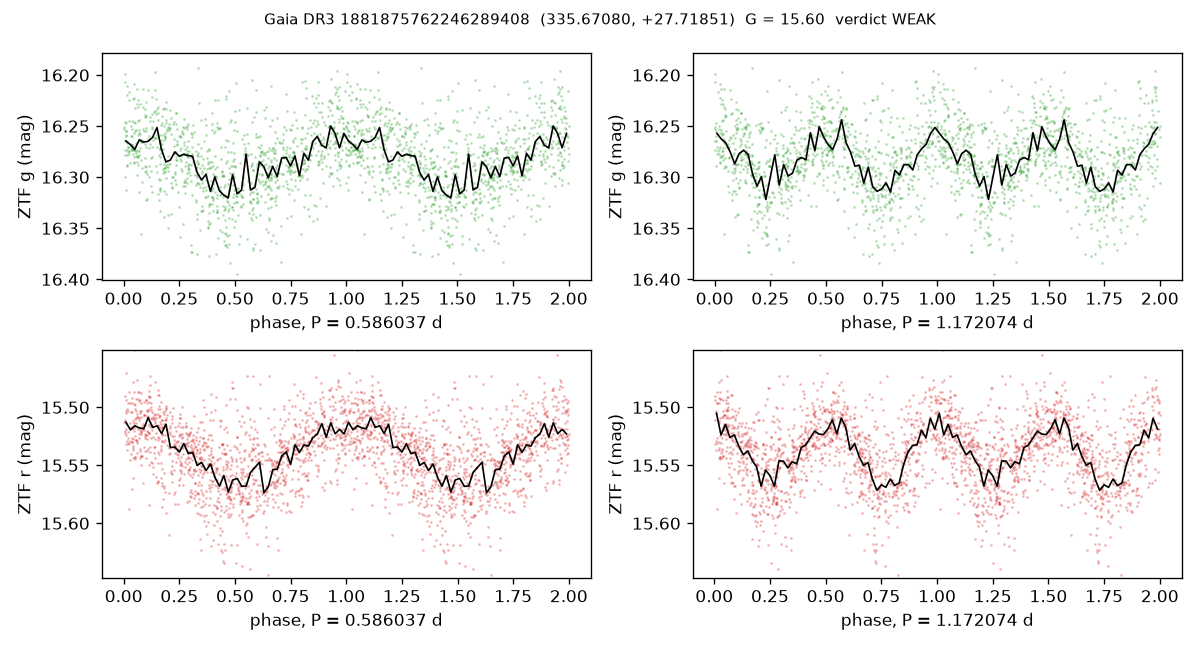 Gaia DR3 1881875762246289408 (335.67080, +27.71851) G = 15.60 verdict WEAK
ZTF g (mag)
16.20
16.25
16.30
16.35
16.40
0.00 0.25 0.50 0.75 1.00 1.25 1.50 1.75 2.00
phase, P = 0.586037 d
ZTF g (mag)
16.20
16.25
16.30
16.35
16.40
0.00 0.25 0.50 0.75 1.00 1.25 1.50 1.75 2.00
phase, P = 1.172074 d
ZTF r (mag)
15.50
15.55
15.60
0.00 0.25 0.50 0.75 1.00 1.25 1.50 1.75 2.00
phase, P = 0.586037 d
ZTF r (mag)
15.50
15.55
15.60
0.00 0.25 0.50 0.75 1.00 1.25 1.50 1.75 2.00
phase, P = 1.172074 d